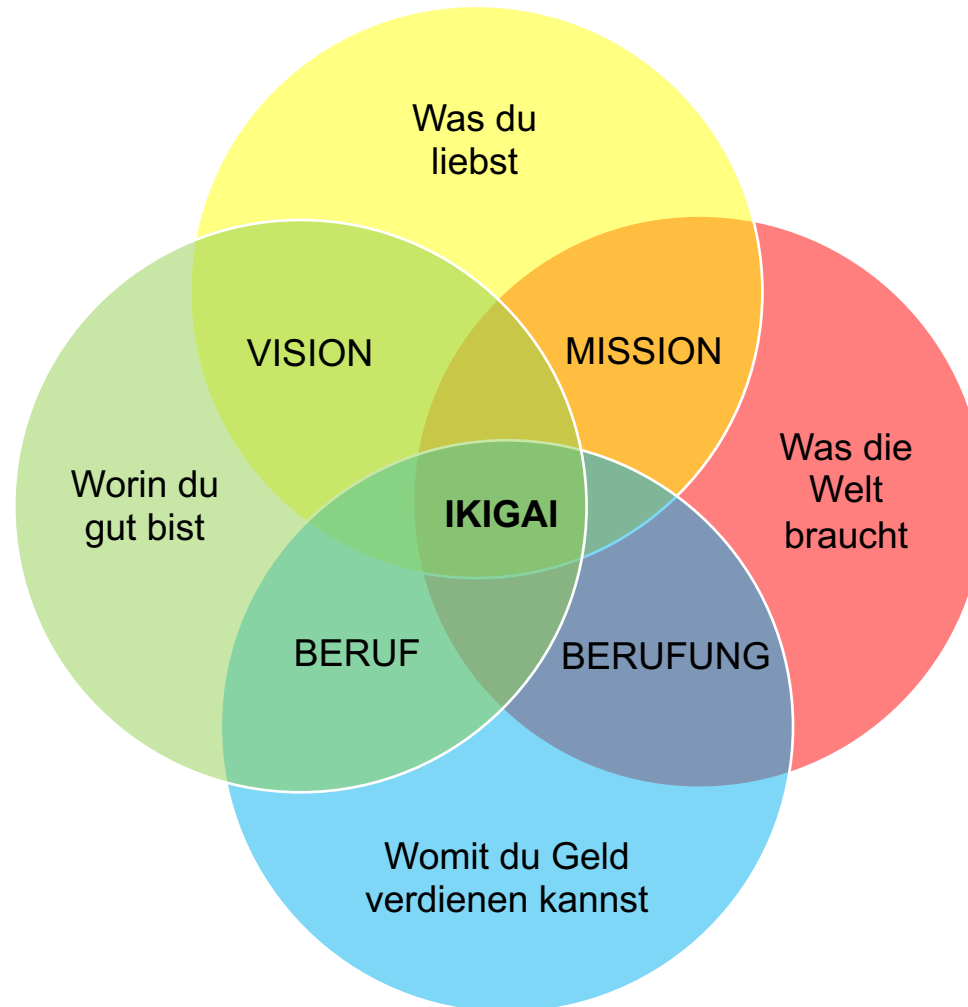 Was du
liebst
VISION
MISSION
Worin du
gut bist
IKIGAI
Was die
Welt
braucht
BERUF
BERUFUNG
Womit du Geld
verdienen kannst